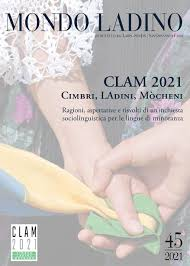 MONDO LADINO
CLAM 2021
CIMBRI, LADINI, MÒCHENI
Ragioni, aspettative e risvolti di un'inchiesta
sociolinguistica per le lingue di minoranza
CLAM
2021
45
2021